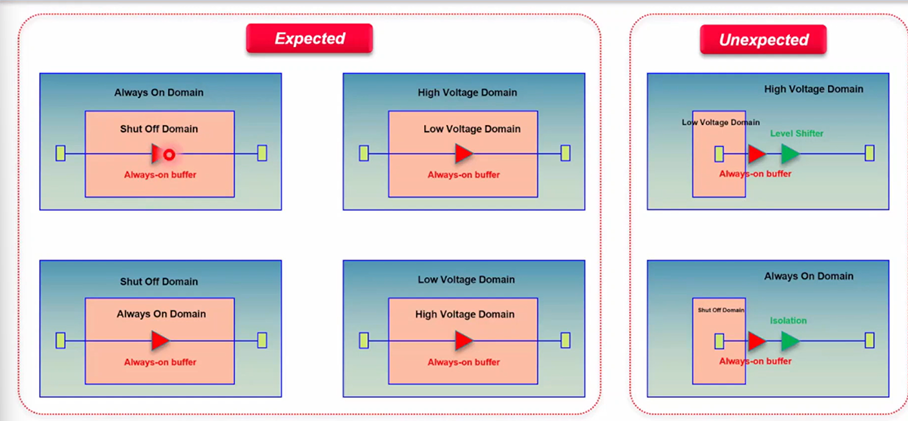 Expected
Unexpected
Always On Domain
Shut Off Domain
Always-on buffer
High Voltage Domain
Low Voltage Domain
Always-on buffer
High Voltage Domain
Low Voltage Domain
Level Shifter
Always-on buffer
Shut Off Domain
Always On Domain
Always-on buffer
Low Voltage Domain
High Voltage Domain
Always-on buffer
Always On Domain
Shut Off Domain
Isolation
Always-on buffer